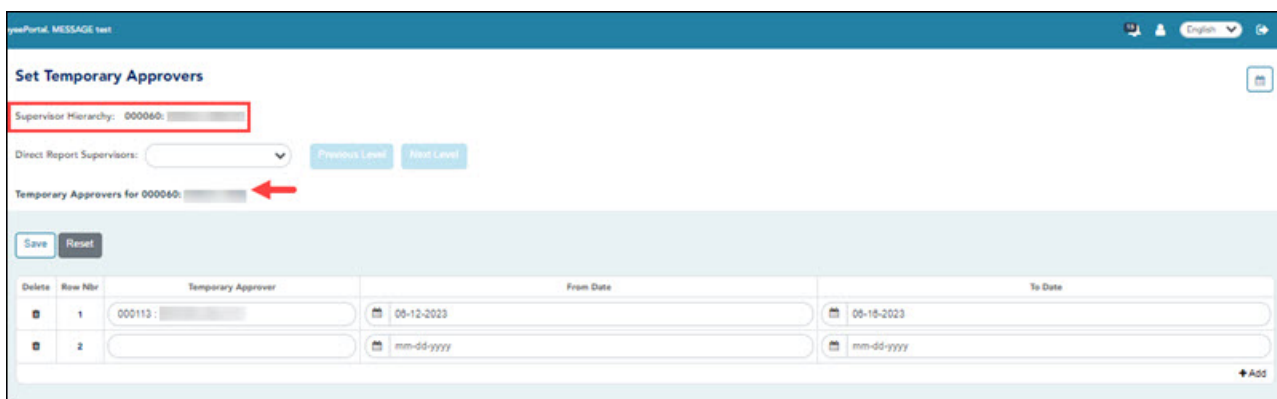 yeePortal. MESSAGE test English
Set Temporary Approvers
Supervisor Hierarchy: 000060:
Direct Report Supervisors: Previous Level Next Level
Temporary Approvers for 000060:
Save Reset
Delete Row Nbr Temporary Approver From Date To Date
1 000113 : 06-12-2023 06-16-2023
2 mm-dd-yyyy mm-dd-yyyy
+ Add